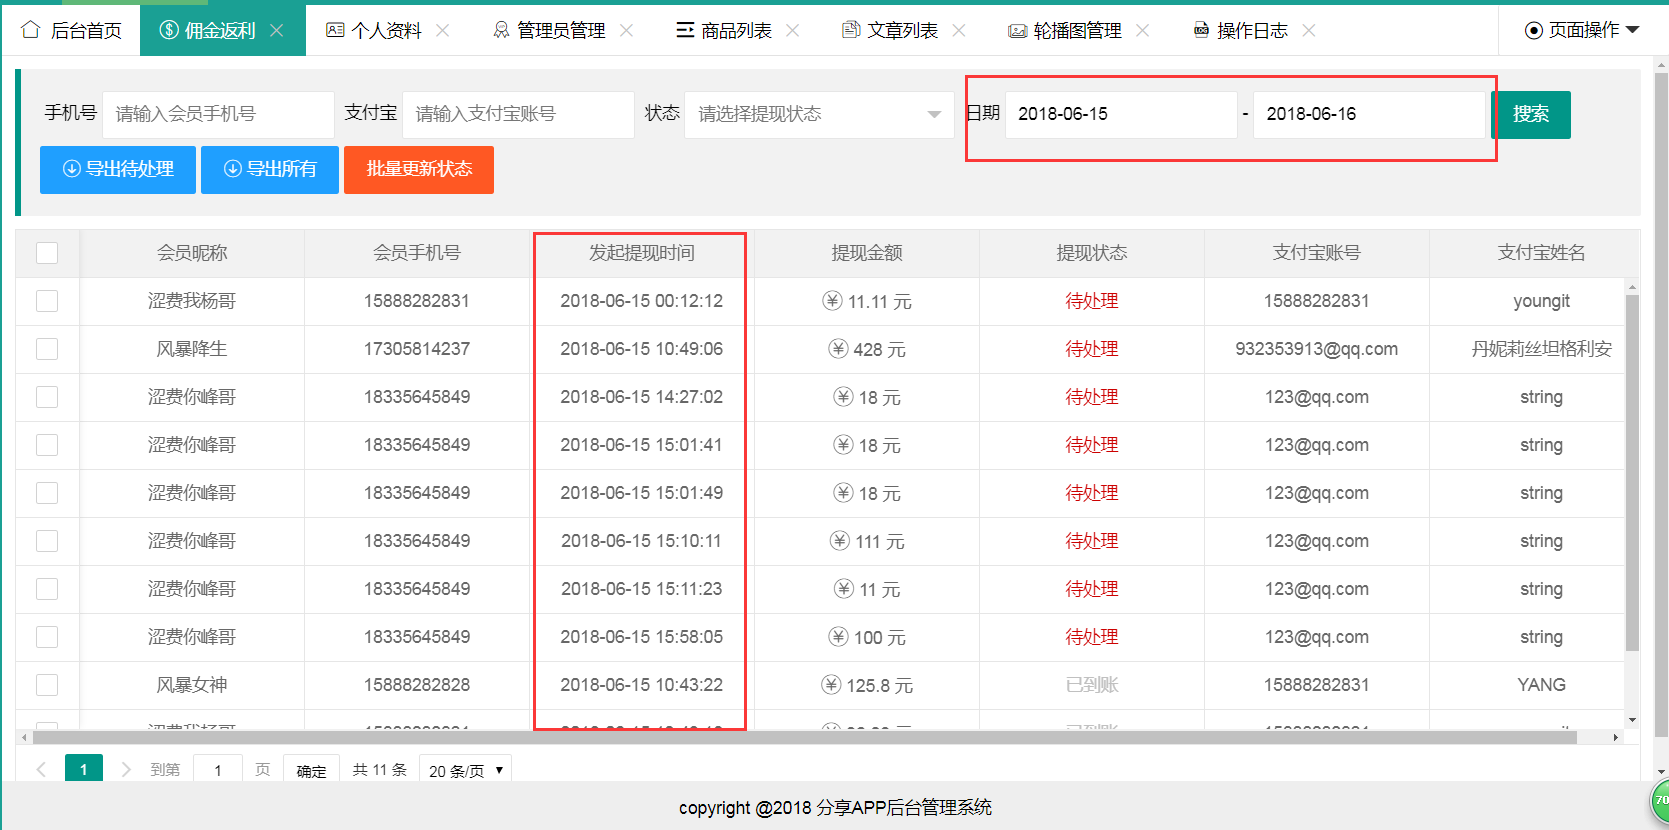 后台首页 佣金返利 个人资料 管理员管理 商品列表 文章列表 轮播图管理 操作日志 页面操作
手机号 请输入会员手机号 支付宝 请输入支付宝账号 状态 请选择提现状态 日期 2018-06-15 - 2018-06-16 搜索
导出待处理 导出所有 批量更新状态
会员昵称 会员手机号 发起提现时间 提现金额 提现状态 支付宝账号 支付宝姓名
涩费我杨哥 15888282831 2018-06-15 00:12:12 11.11 元 待处理 15888282831 youngit
风暴降生 17305814237 2018-06-15 10:49:06 428 元 待处理 932353913@qq.com 丹妮莉丝坦格利安
涩费你峰哥 18335645849 2018-06-15 14:27:02 18 元 待处理 123@qq.com string
涩费你峰哥 18335645849 2018-06-15 15:01:41 18 元 待处理 123@qq.com string
涩费你峰哥 18335645849 2018-06-15 15:01:49 18 元 待处理 123@qq.com string
涩费你峰哥 18335645849 2018-06-15 15:10:11 111 元 待处理 123@qq.com string
涩费你峰哥 18335645849 2018-06-15 15:11:23 11 元 待处理 123@qq.com string
涩费你峰哥 18335645849 2018-06-15 15:58:05 100 元 待处理 123@qq.com string
风暴女神 15888282828 2018-06-15 10:43:22 125.8 元 已到账 15888282831 YANG
1 到第 1 页 确定 共 11 条 20 条/页
copyright @2018 分享APP后台管理系统
70